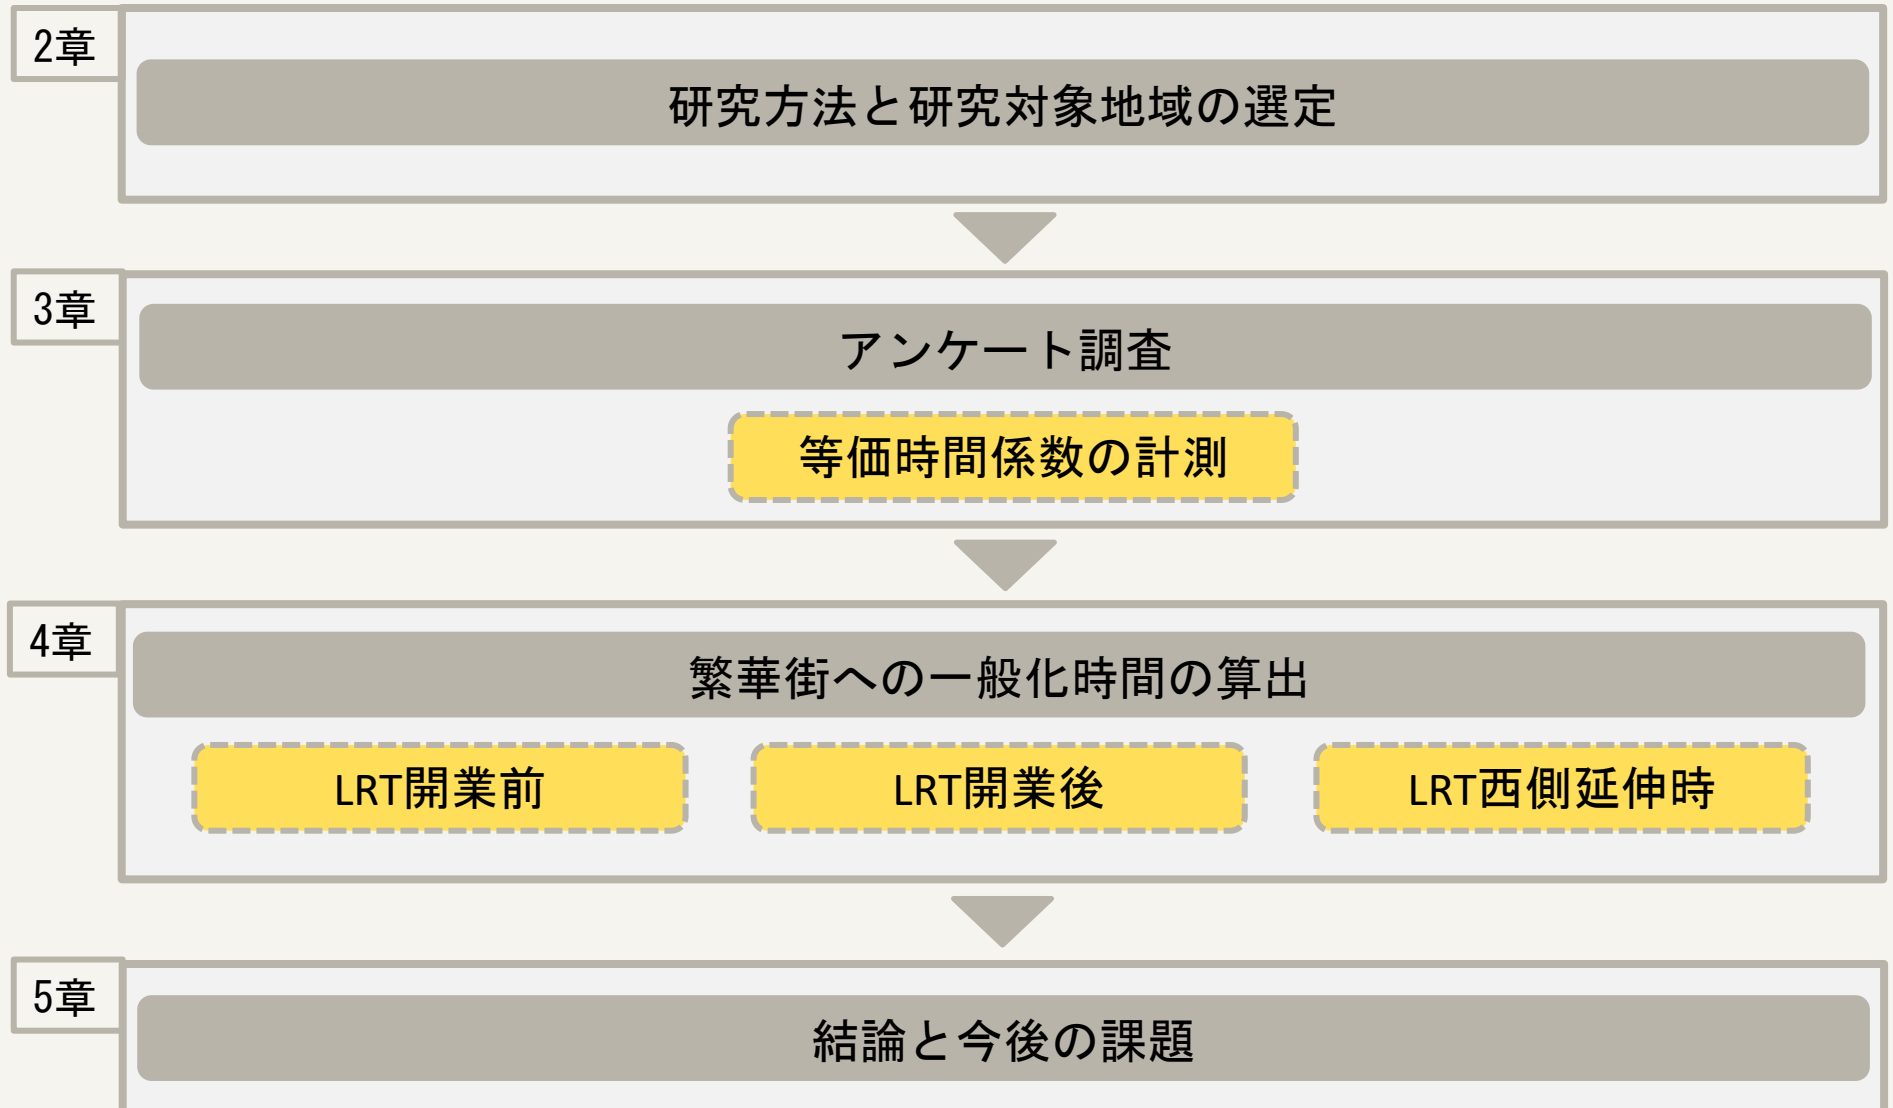 2章
研究方法と研究対象地域の選定
3章
アンケート調査
等価時間係数の計測
4章
繁華街への一般化時間の算出
LRT開業前
LRT開業後
LRT西側延伸時
5章
結論と今後の課題